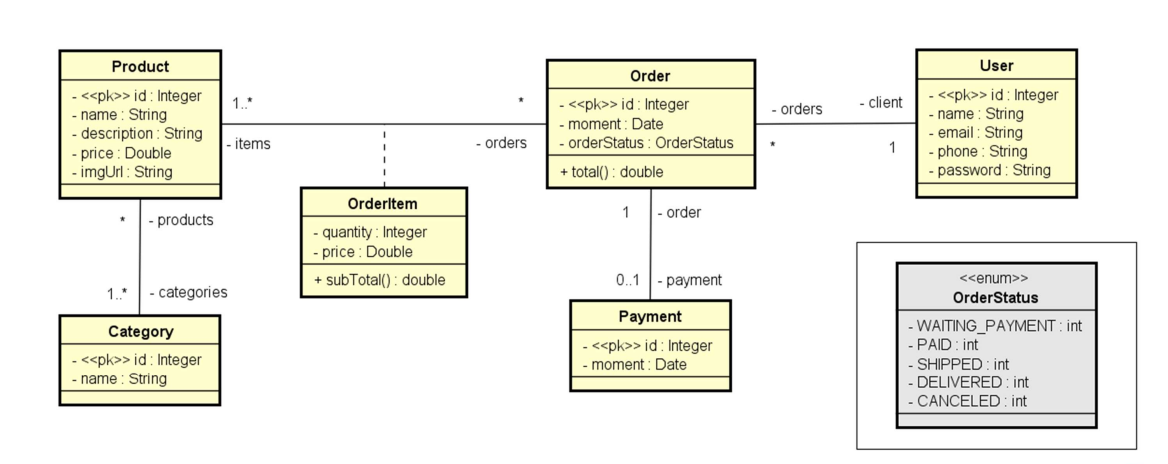 Product
- <<pk>> id : Integer
- name : String
- description : String
- price : Double
- imgUrl : String
1..*
*
- items
- orders
Order
- <<pk>> id : Integer
- moment : Date
- orderStatus : OrderStatus
+ total() : double
- orders
- client
*
1
User
- <<pk>> id : Integer
- name : String
- email : String
- phone : String
- password : String
OrderItem
- quantity : Integer
- price : Double
+ subTotal() : double
* - products
1..* - categories
Category
- <<pk>> id : Integer
- name : String
1 - order
0..1 - payment
Payment
- <<pk>> id : Integer
- moment : Date
<<enum>>
OrderStatus
- WAITING_PAYMENT : int
- PAID : int
- SHIPPED : int
- DELIVERED : int
- CANCELED : int